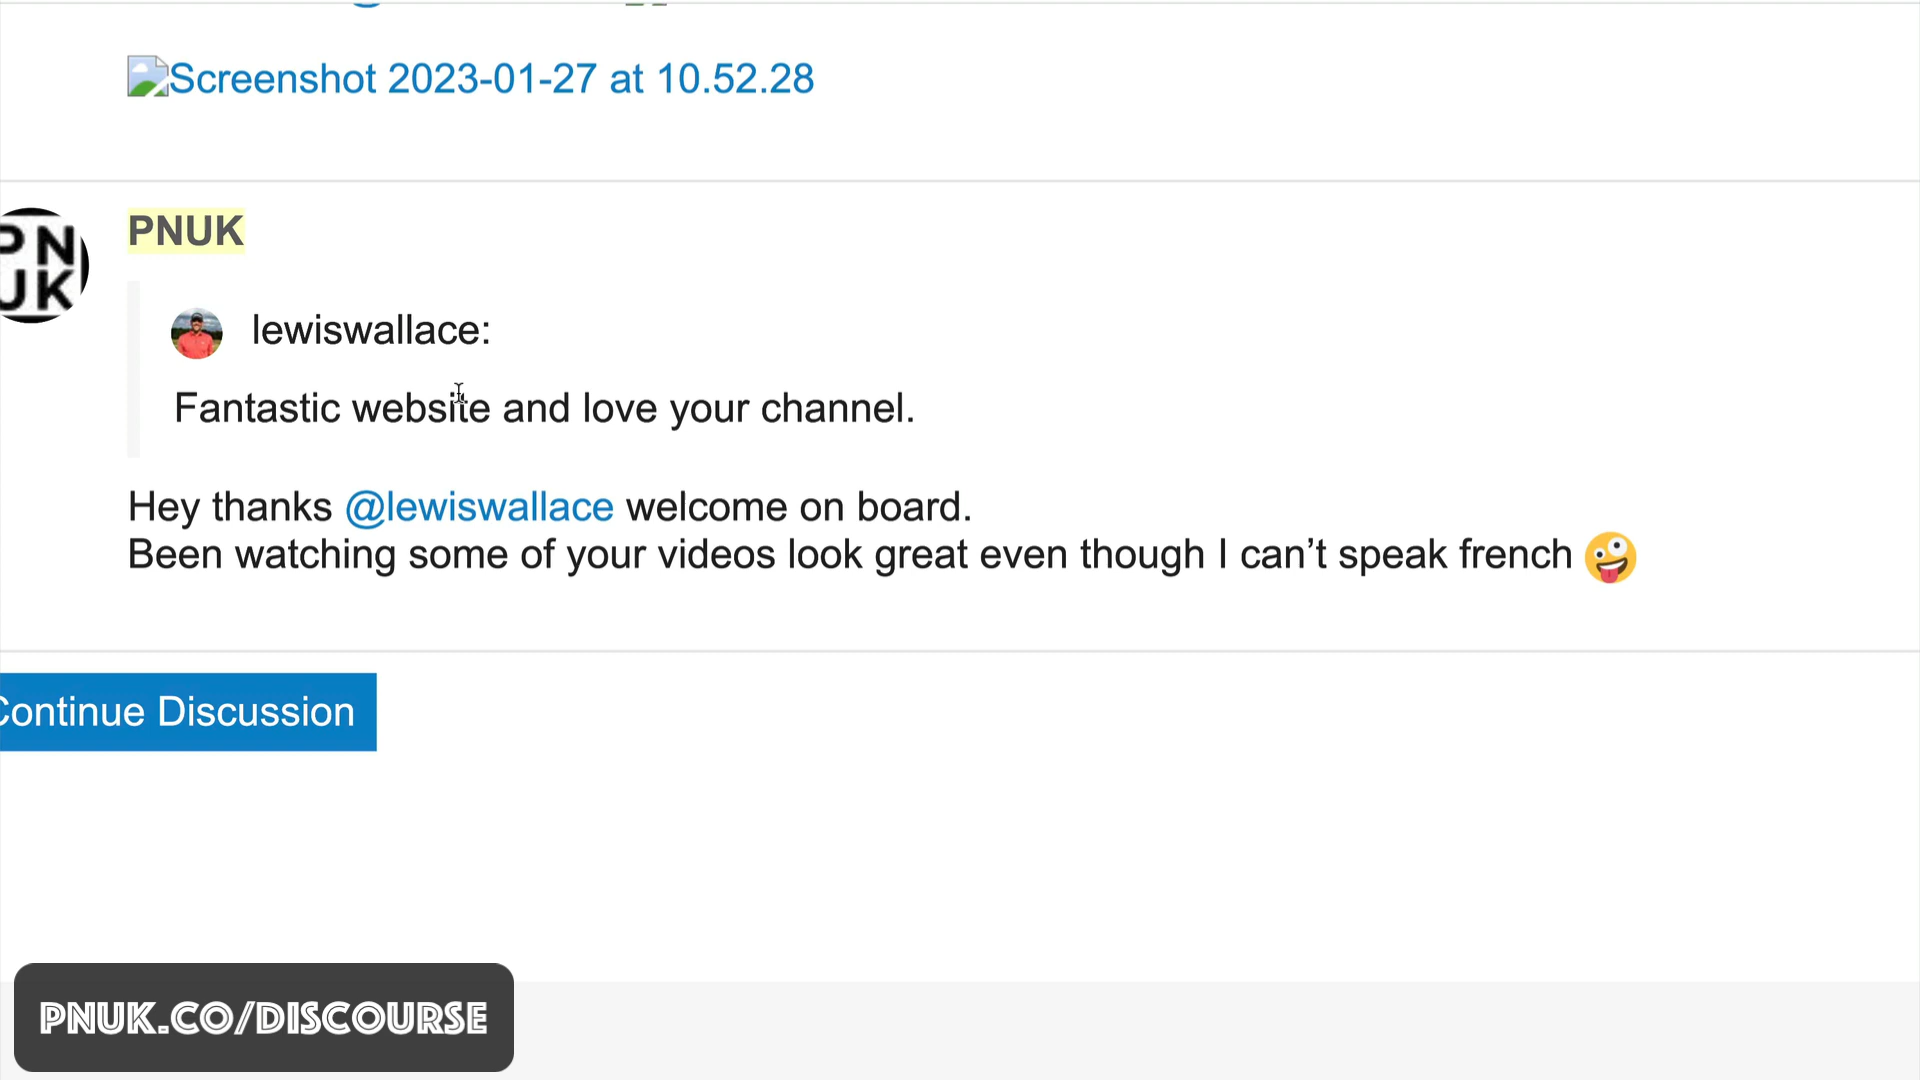 Screenshot 2023-01-27 at 10.52.28
PNUK
PN
UK
lewiswallace:
Fantastic website and love your channel.
Hey thanks @lewiswallace welcome on board.
Been watching some of your videos look great even though I can’t speak french 🤪
Continue Discussion
PNUK.CO/DISCOURSE